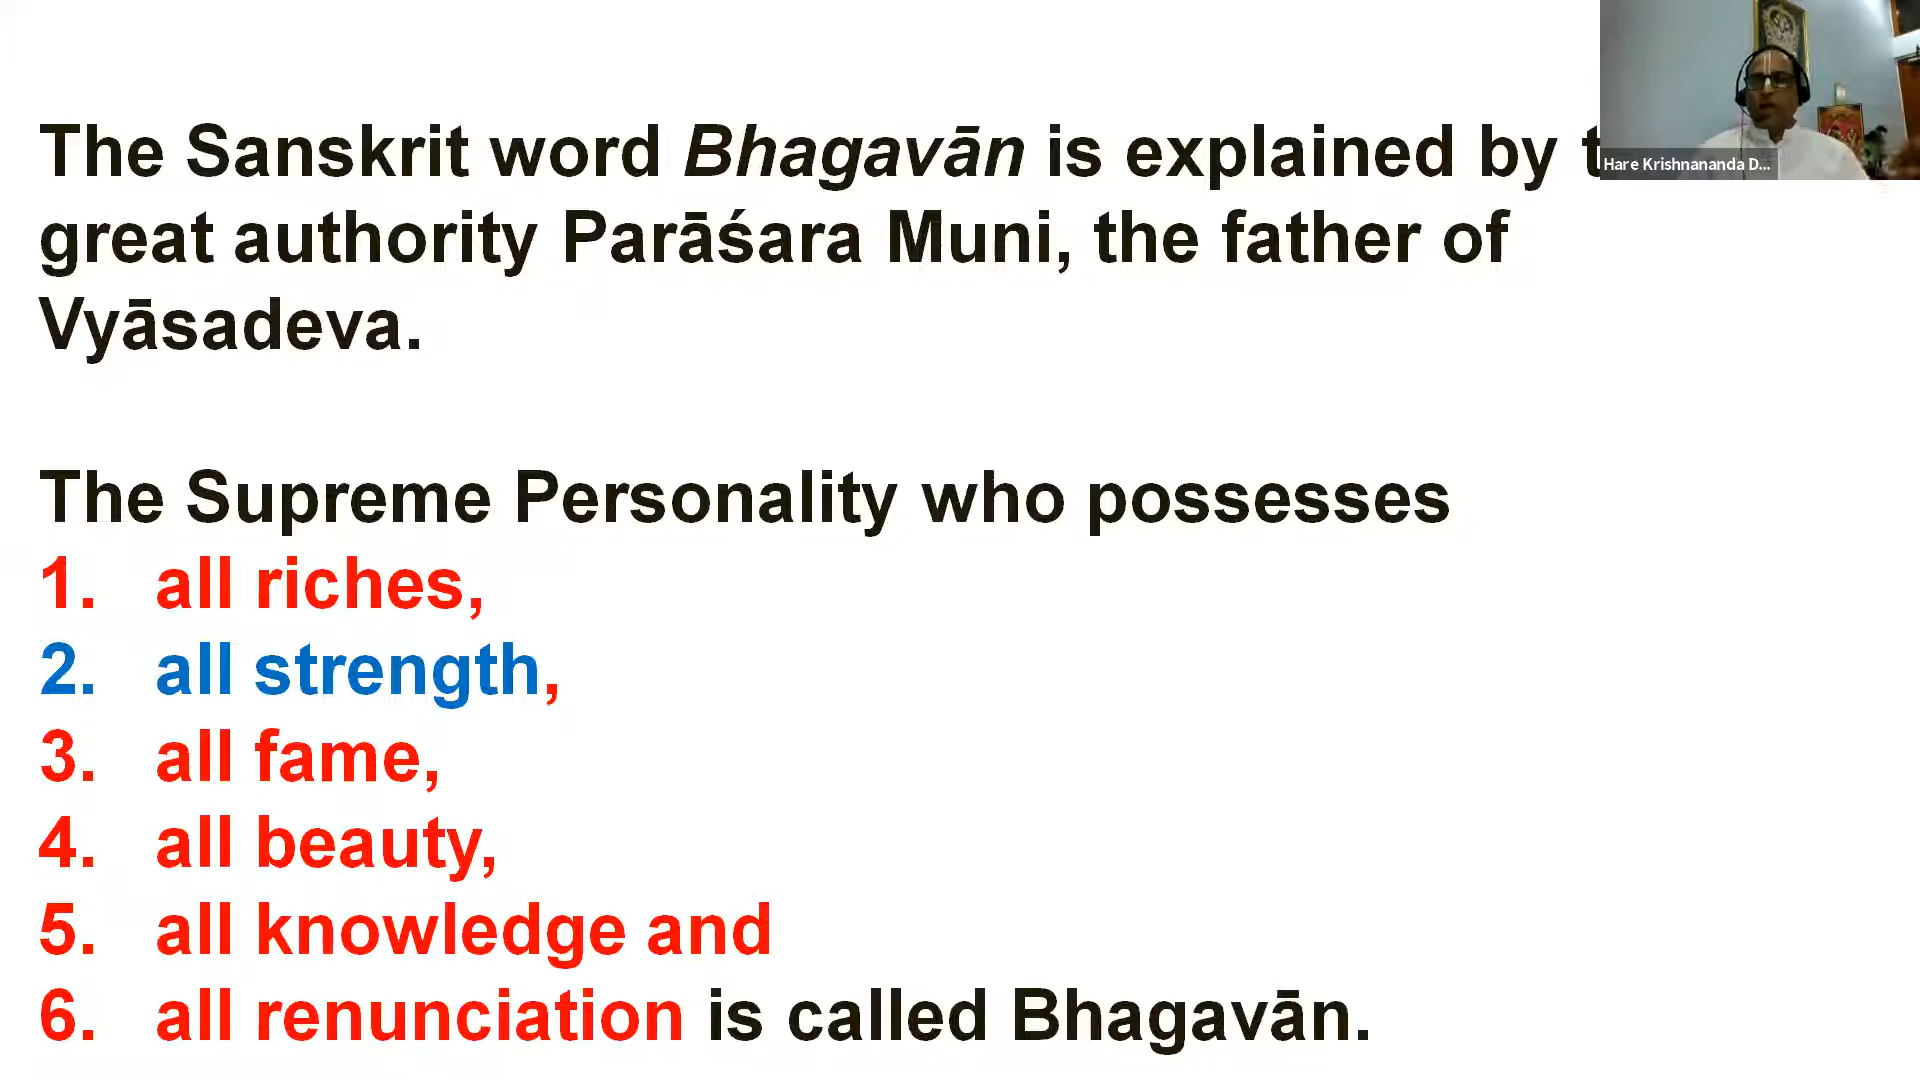 The Sanskrit word Bhagavān is explained by
great authority Parāśara Muni, the father of
Vyāsadeva.
The Supreme Personality who possesses
1. all riches,
2. all strength,
3. all fame,
4. all beauty,
5. all knowledge and
6. all renunciation is called Bhagavān.
Hare Krishnananda D...